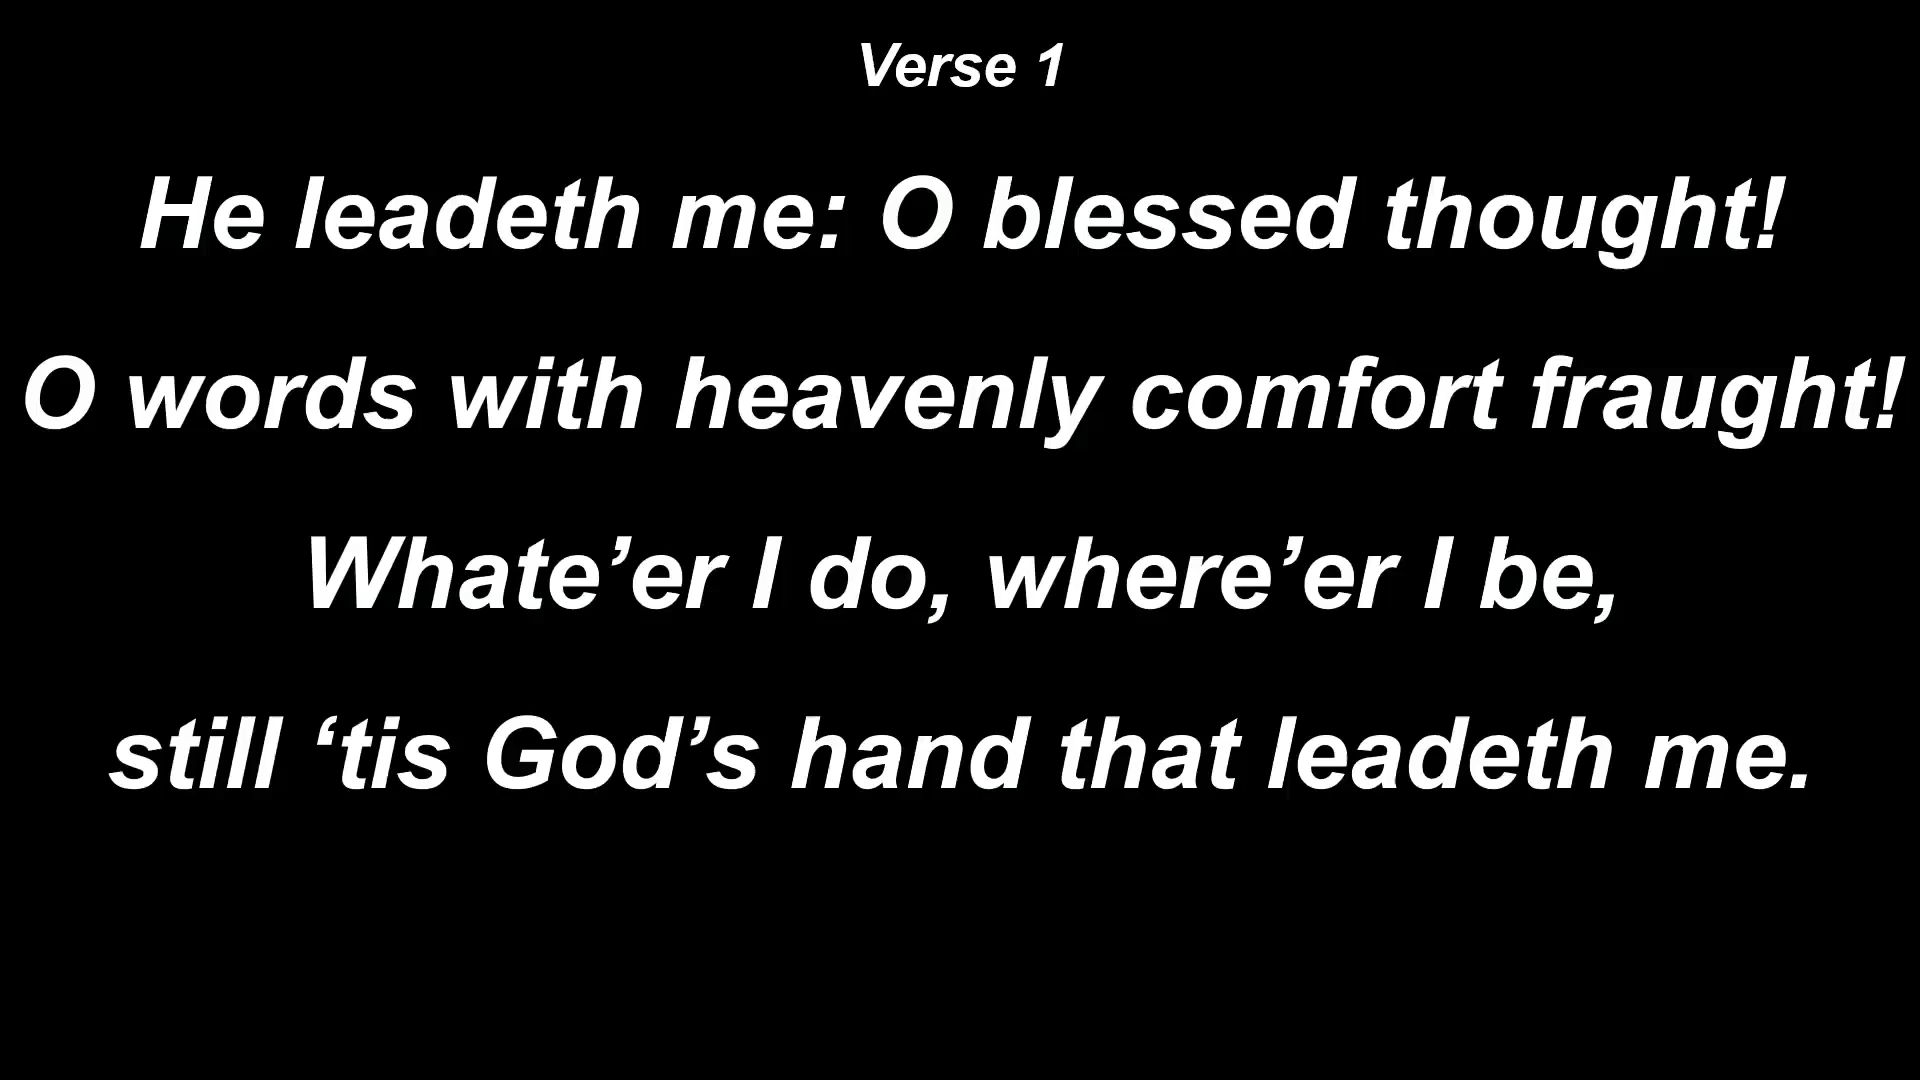 Verse 1
He leadeth me: O blessed thought!
O words with heavenly comfort fraught!
Whate’er I do, where’er I be,
still ‘tis God’s hand that leadeth me.